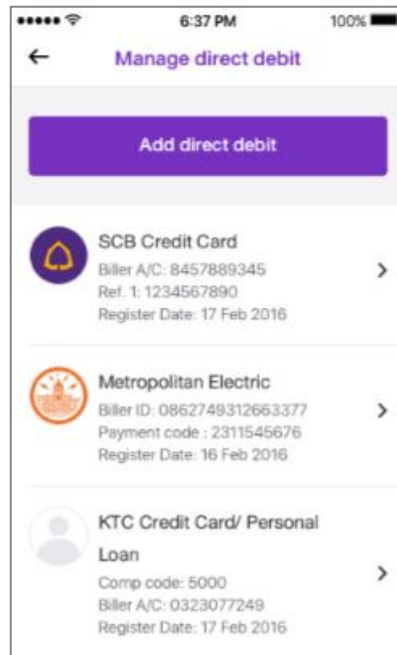 6:37 PM
100%
Manage direct debit
Add direct debit
SCB Credit Card
Biller A/C: 8457889345
Ref. 1: 1234567890
Register Date: 17 Feb 2016
Metropolitan Electric
Biller ID: 0862749312663377
Payment code : 2311545676
Register Date: 16 Feb 2016
KTC Credit Card/ Personal
Loan
Comp code: 5000
Biller A/C: 0323077249
Register Date: 17 Feb 2016